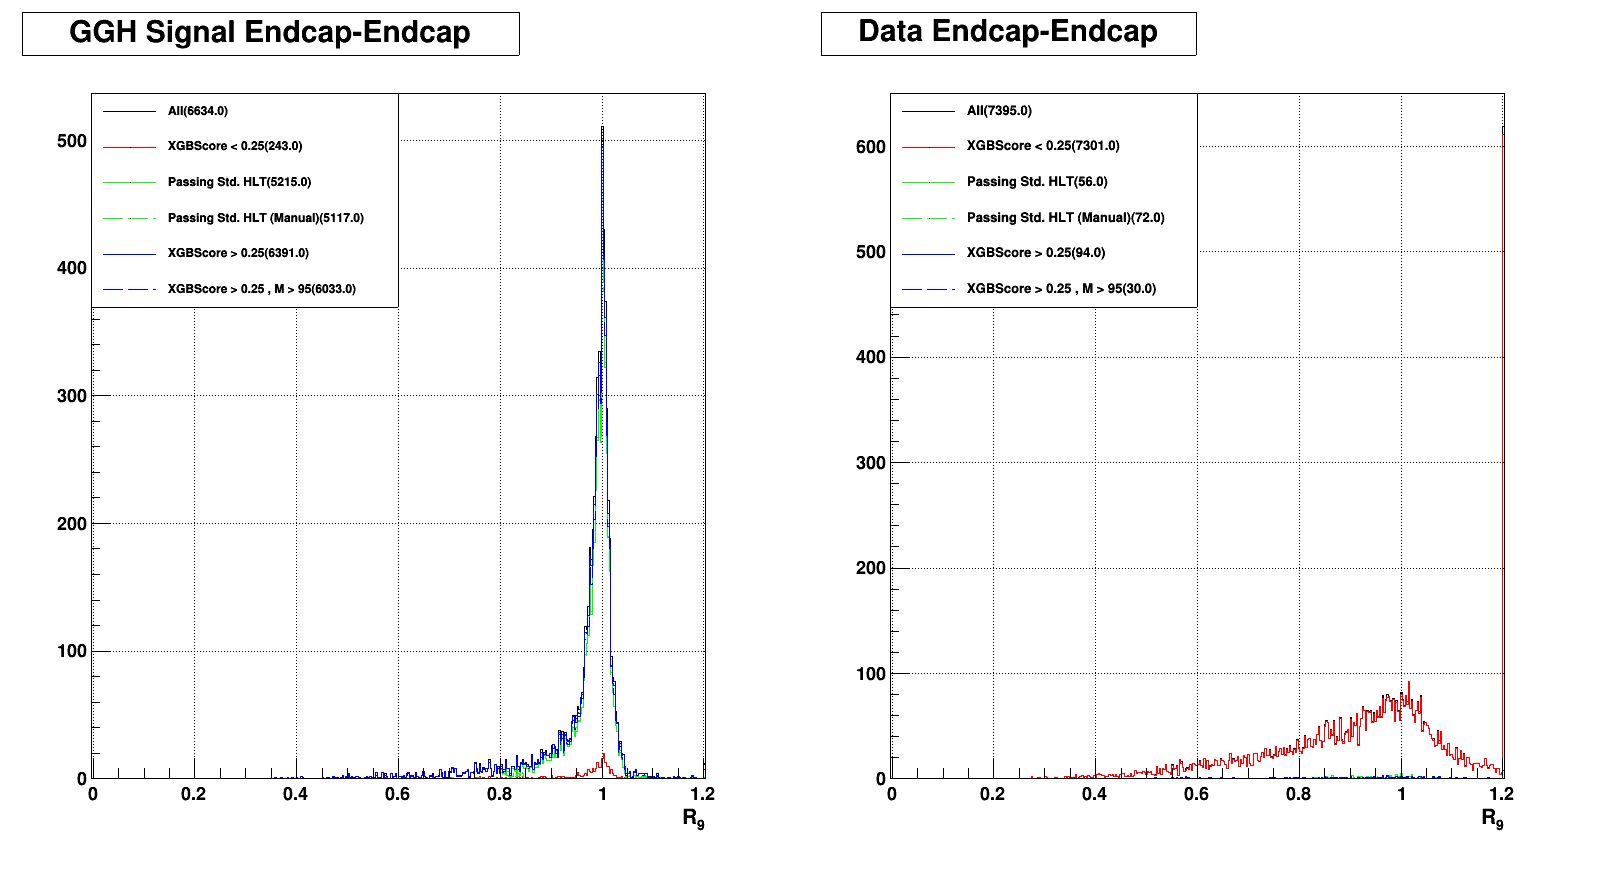 GGH Signal Endcap-Endcap
All(6634.0)
XGBScore < 0.25(243.0)
Passing Std. HLT(5215.0)
Passing Std. HLT (Manual)(5117.0)
XGBScore > 0.25(6391.0)
XGBScore > 0.25 , M > 95(6033.0)
500
400
300
200
100
0
0 0.2 0.4 0.6 0.8 1 1.2
R9
Data Endcap-Endcap
All(7395.0)
XGBScore < 0.25(7301.0)
Passing Std. HLT(56.0)
Passing Std. HLT (Manual)(72.0)
XGBScore > 0.25(94.0)
XGBScore > 0.25 , M > 95(30.0)
600
500
400
300
200
100
0
0 0.2 0.4 0.6 0.8 1 1.2
R9